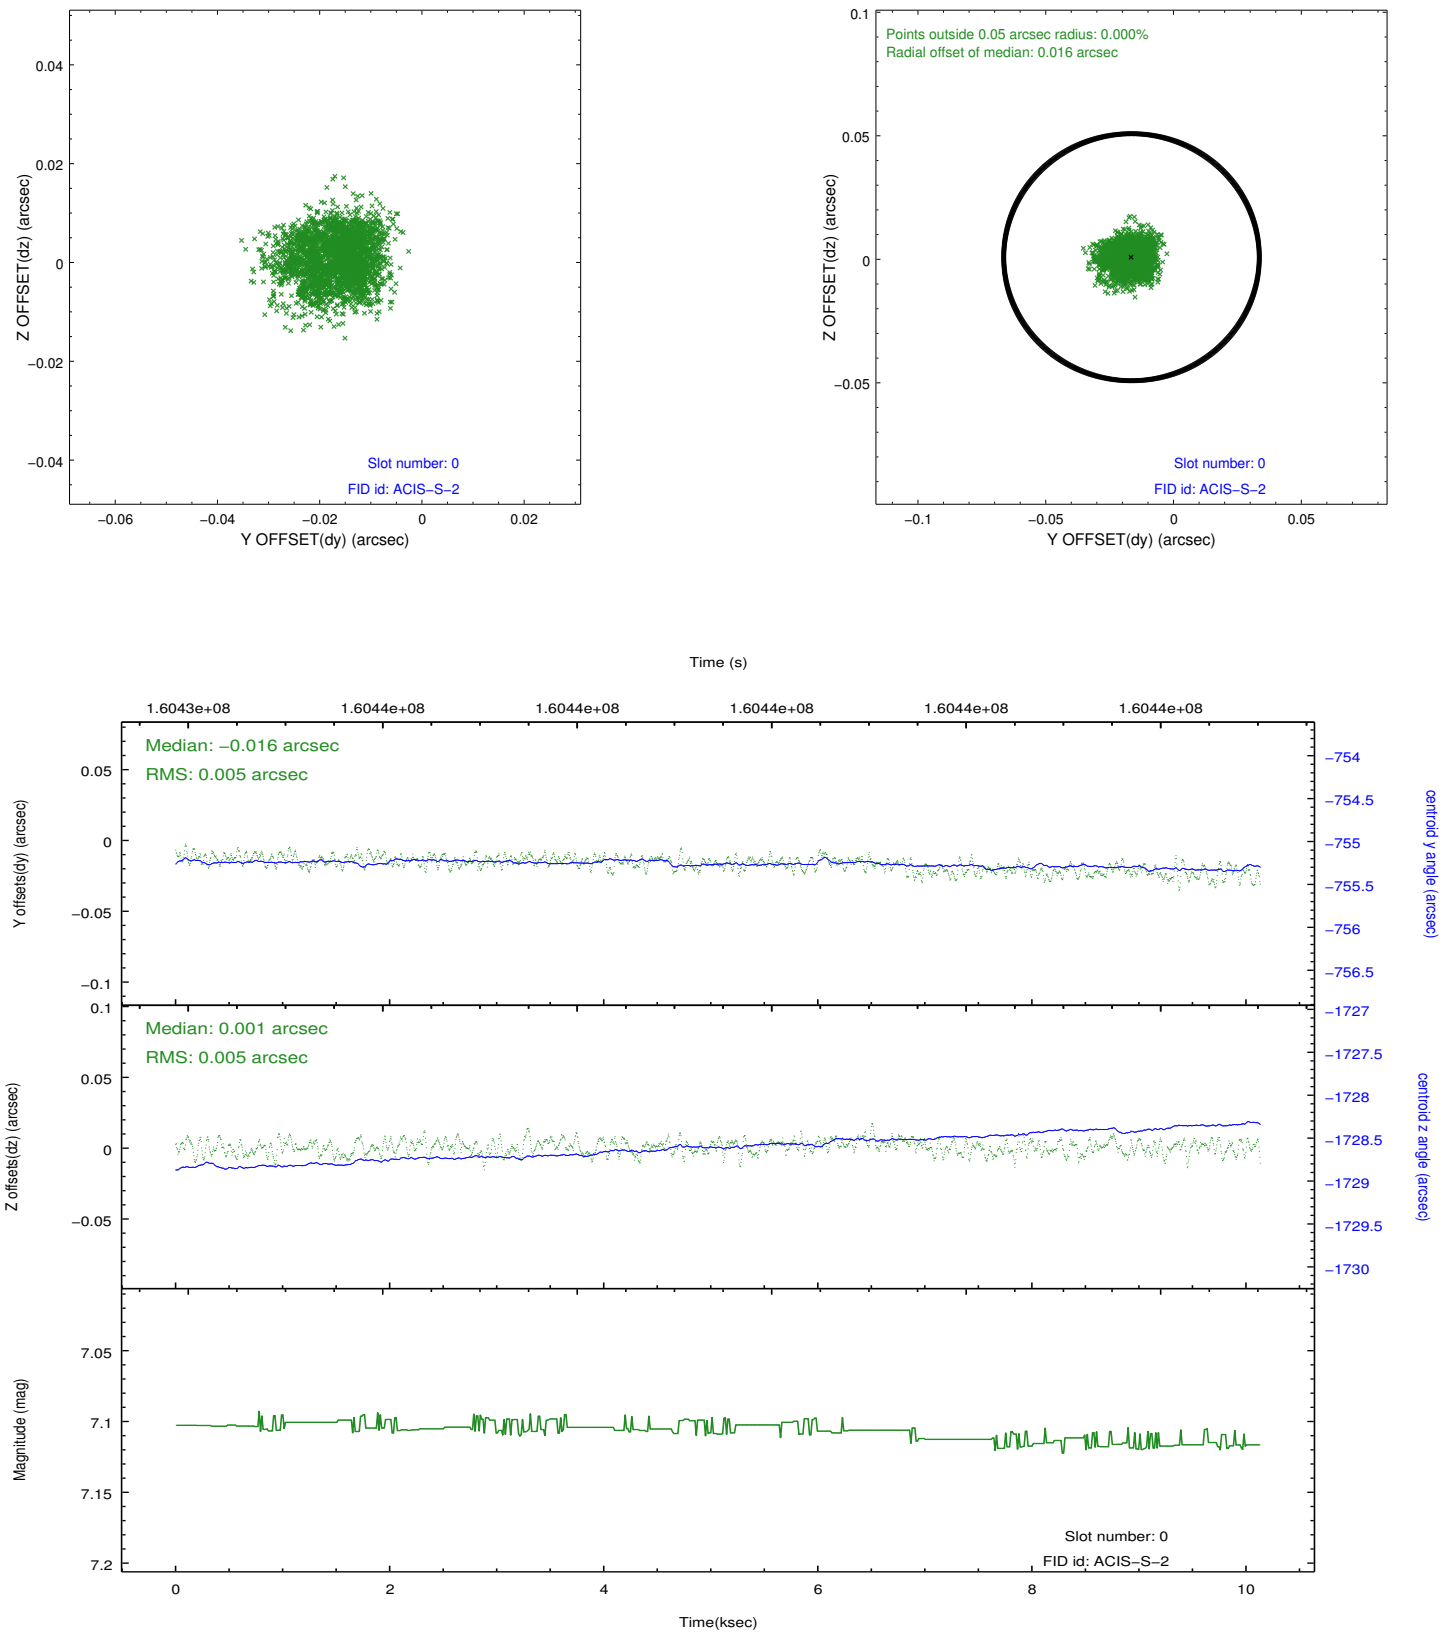 0.04
0.02
0
−0.02
−0.04
Z OFFSET(dz) (arcsec)
Slot number: 0
FID id: ACIS−S−2
−0.06
−0.04
−0.02
0
0.02
Y OFFSET(dy) (arcsec)
0.1
0.05
0
−0.05
Z OFFSET(dz) (arcsec)
Points outside 0.05 arcsec radius: 0.000%
Radial offset of median: 0.016 arcsec
Slot number: 0
FID id: ACIS−S−2
−0.1
−0.05
0
0.05
Y OFFSET(dy) (arcsec)
Time (s)
1.6043e+08
1.6044e+08
1.6044e+08
1.6044e+08
1.6044e+08
1.6044e+08
Median: −0.016 arcsec
RMS: 0.005 arcsec
0.05
0
−0.05
−0.1
Y offsets(dy) (arcsec)
−754
−754.5
−755
−755.5
−756
−756.5
centroid y angle (arcsec)
Median: 0.001 arcsec
RMS: 0.005 arcsec
0.1
0.05
0
−0.05
Z offsets(dz) (arcsec)
−1727
−1727.5
−1728
−1728.5
−1729
−1729.5
−1730
centroid z angle (arcsec)
7.05
7.1
7.15
7.2
Magnitude (mag)
Slot number: 0
FID id: ACIS−S−2
0
2
4
6
8
10
Time(ksec)